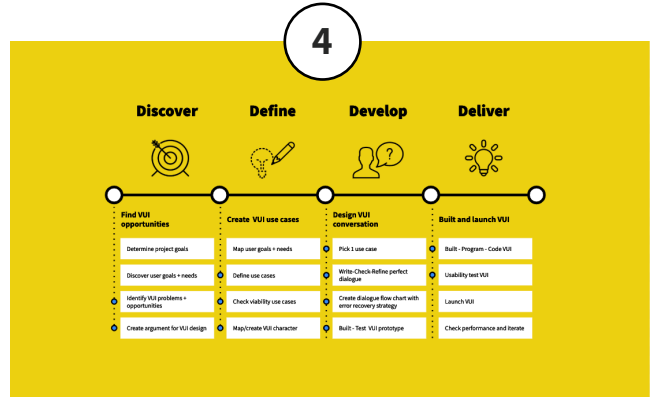 4
Discover
Define
Develop
Deliver
?
Find VUI
opportunities
Create VUI use cases
Design VUI
conversation
Built and launch VUI
Determine project goals
Map user goals + needs
Pick 1 use case
Built - Program - Code VUI
Discover user goals + needs
Define use cases
Write-Check-Refine perfect
dialogue
Usability test VUI
Identify VUI problems +
opportunities
Check viability use cases
Create dialogue flow chart with
error recovery strategy
Launch VUI
Create argument for VUI design
Map/create VUI character
Built - Test VUI prototype
Check performance and iterate